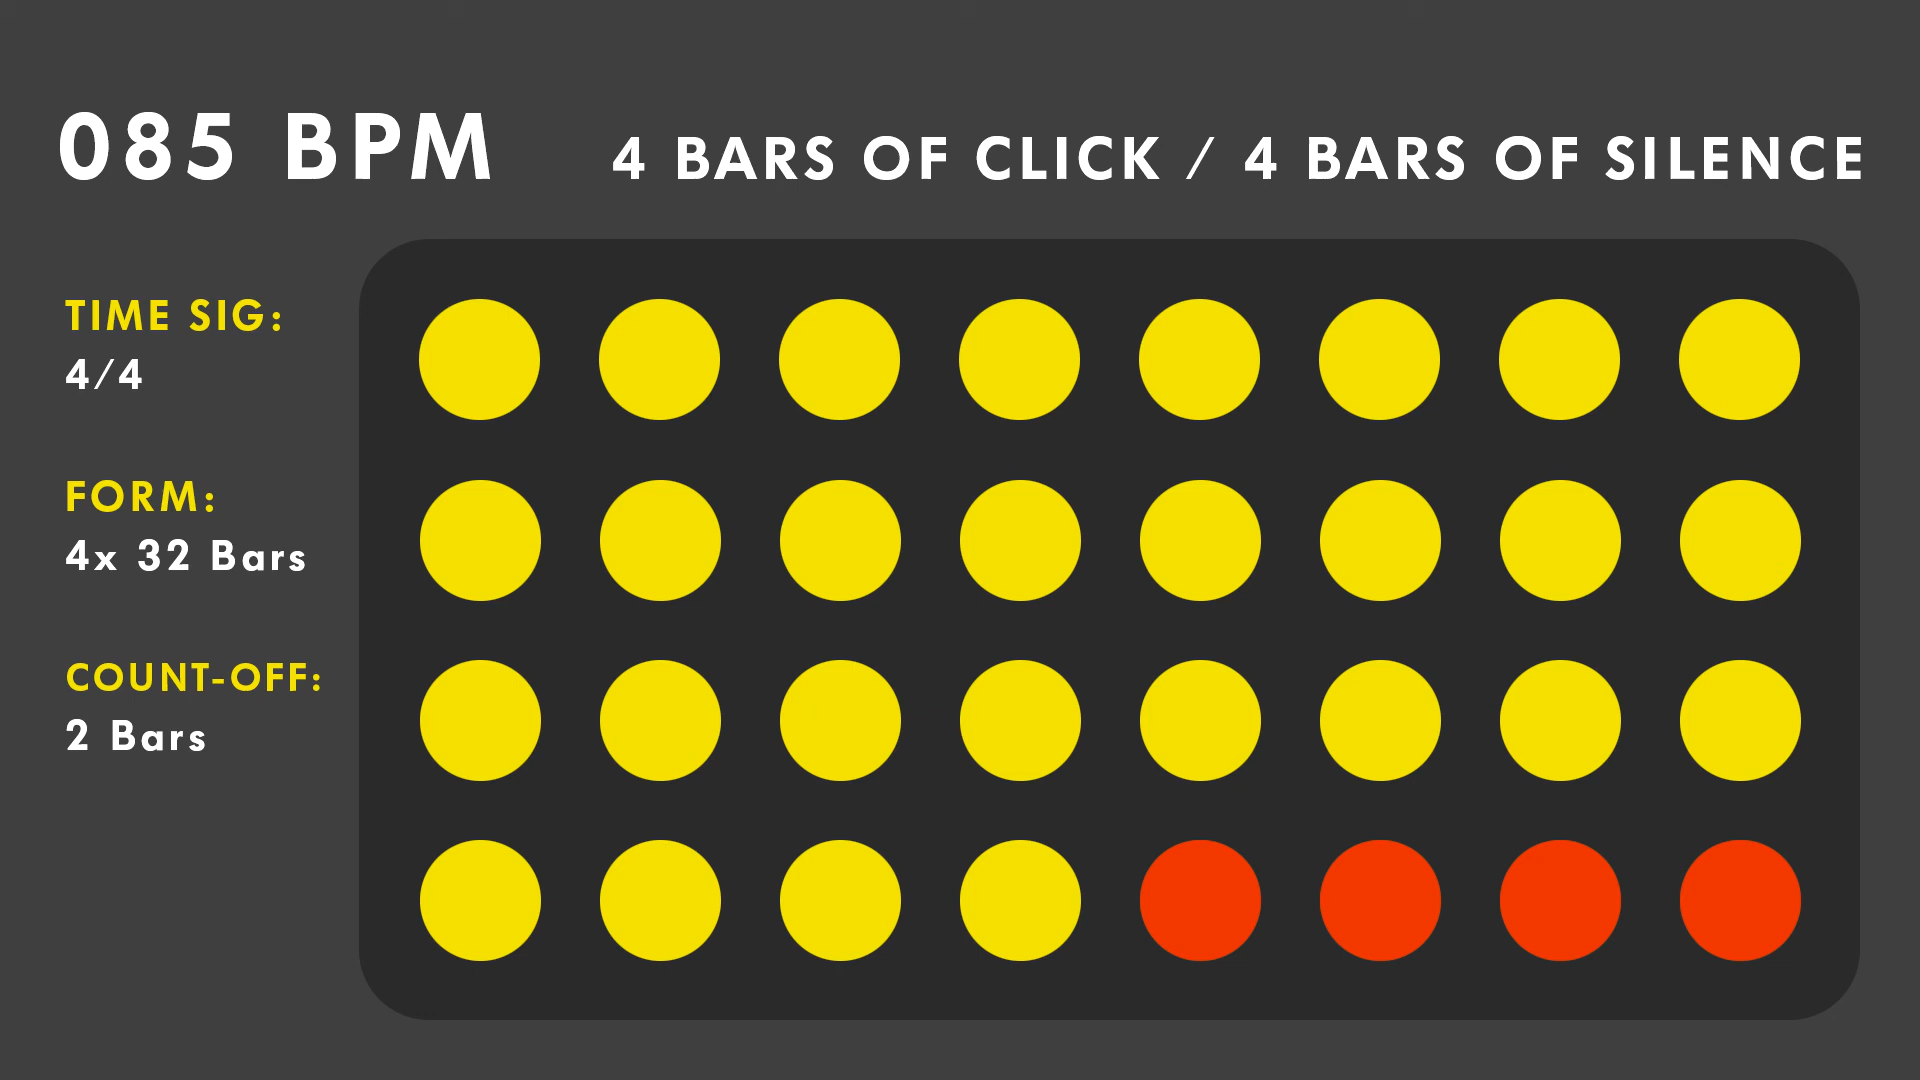 085 BPM
4 BARS OF CLICK / 4 BARS OF SILENCE
TIME SIG:
4/4
FORM:
4x 32 Bars
COUNT-OFF:
2 Bars